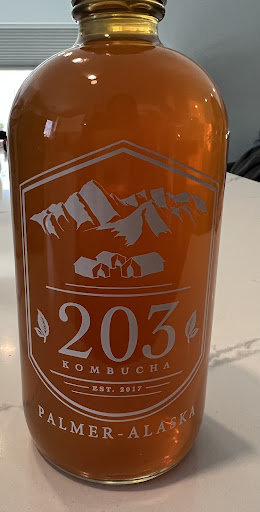 203
KOMBUCHA
EST. 2017
PALMER-ALASKA